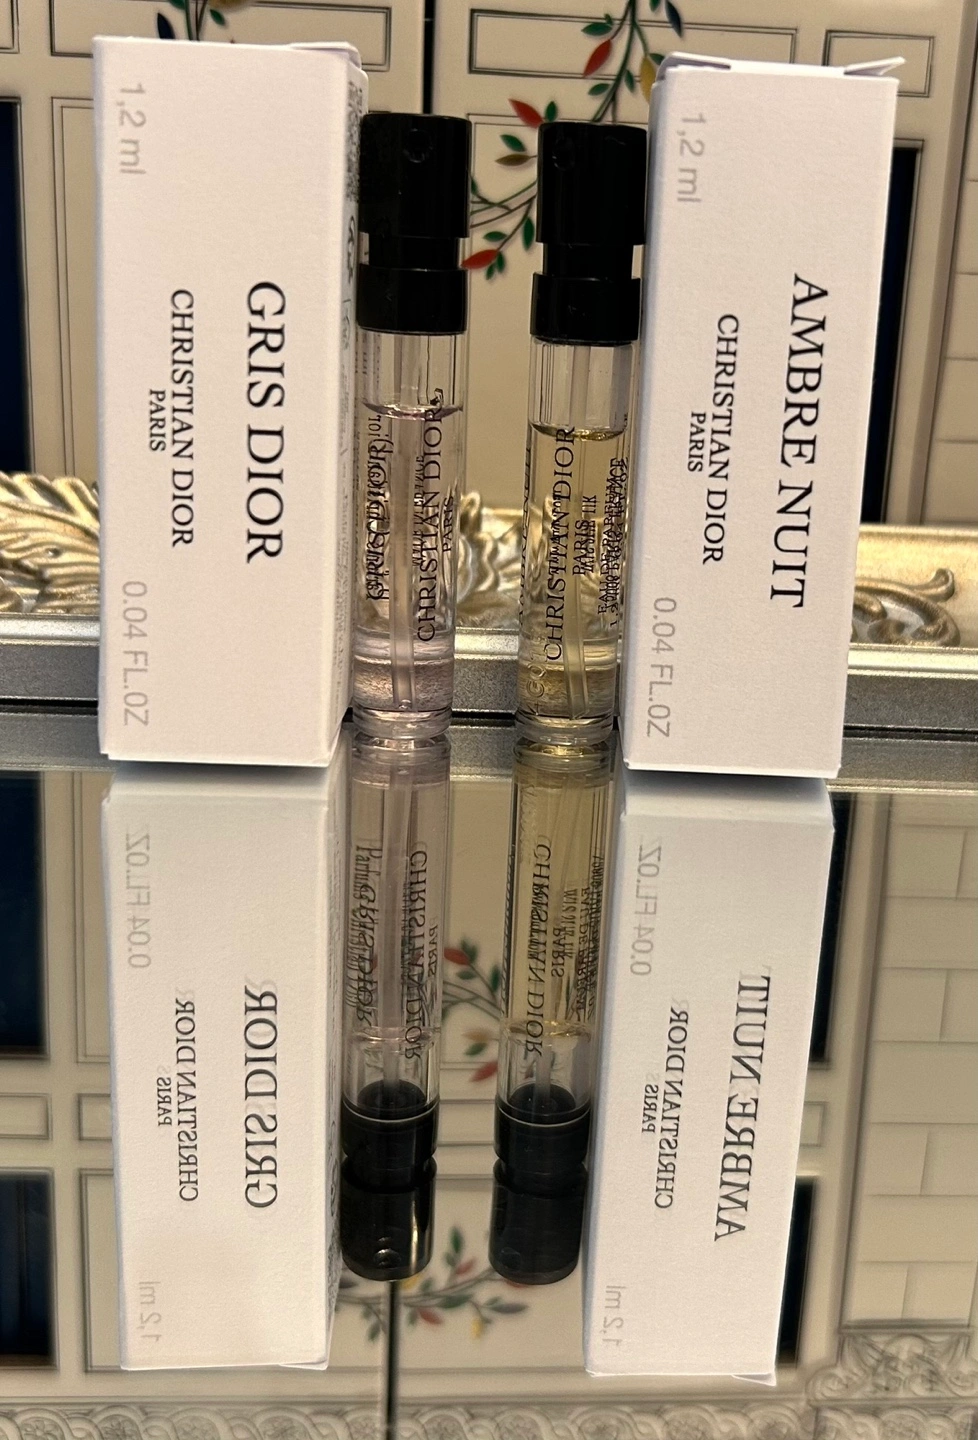 1,2 ml
GRIS DIOR
CHRISTIAN DIOR
PARIS
0.04 FL.OZ
CHRISTIAN DIOR
PARIS
CHRISTIAN DIOR
PARIS
1,2 ml
AMBRE NUIT
CHRISTIAN DIOR
PARIS
0.04 FL.OZ